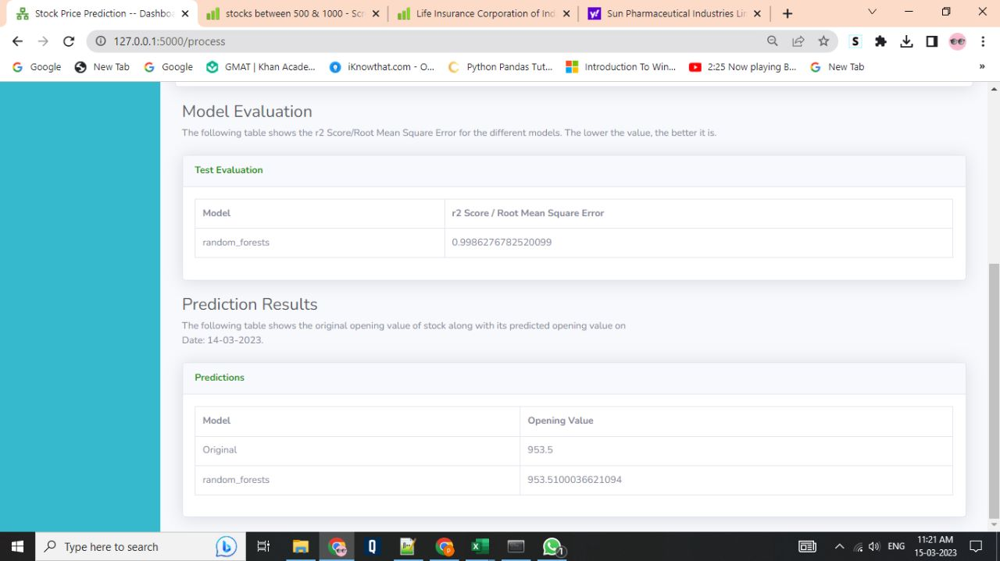 Stock Price Prediction -- Dashboa
stocks between 500 & 1000 - Scr
Life Insurance Corporation of Ind
Sun Pharmaceutical Industries Lin
127.0.0.1:5000/process
Google
New Tab
Google
GMAT | Khan Acade...
iKnowthat.com - O...
Python Pandas Tut...
Introduction To Win...
2:25 Now playing B...
New Tab
»
Model Evaluation
The following table shows the r2 Score/Root Mean Square Error for the different models. The lower the value, the better it is.
Test Evaluation
Model r2 Score / Root Mean Square Error
random_forests 0.9986276782520099
Prediction Results
The following table shows the original opening value of stock along with its predicted opening value on
Date: 14-03-2023.
Predictions
Model Opening Value
Original 953.5
random_forests 953.5100036621094
Type here to search
ENG
11:21 AM
15-03-2023